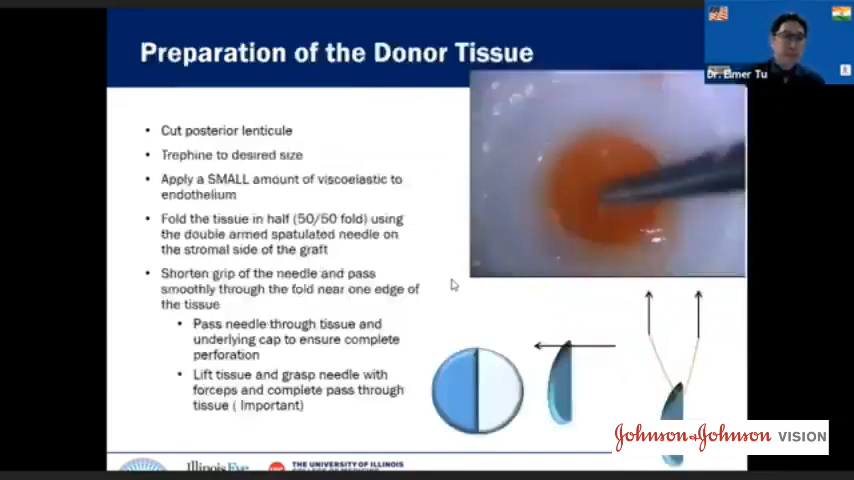 Preparation of the Donor Tissue
Dr. Elmer Tu
• Cut posterior lenticule
• Trephine to desired size
• Apply a SMALL amount of viscoelastic to
endothelium
• Fold the tissue in half (50/50 fold) using
the double armed spatulated needle on
the stromal side of the graft
• Shorten grip of the needle and pass
smoothly through the fold near one edge of
the tissue
• Pass needle through tissue and
underlying cap to ensure complete
perforation
• Lift tissue and grasp needle with
forceps and complete pass through
tissue ( Important)
Johnson+Johnson VISION
Illinois Eye
THE UNIVERSITY OF ILLINOIS